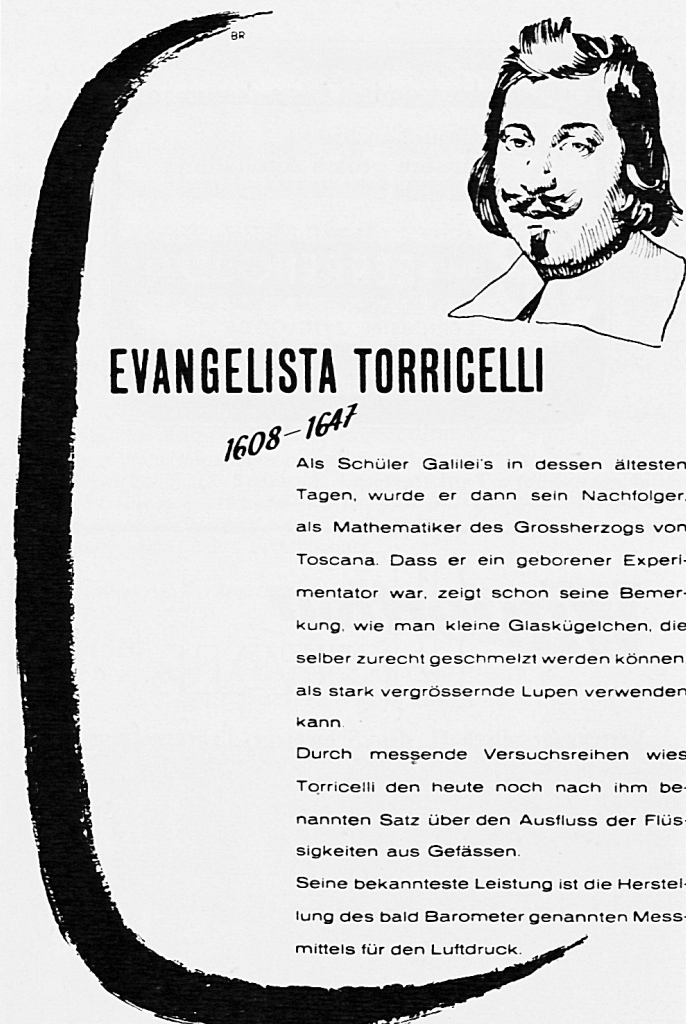 BR
EVANGELISTA TORRICELLI
1608–1647
Als Schüler Galilei's in dessen ältesten
Tagen, wurde er dann sein Nachfolger,
als Mathematiker des Grossherzogs von
Toscana. Dass er ein geborener Experi-
mentator war, zeigt schon seine Bemer-
kung, wie man kleine Glaskügelchen, die
selber zurecht geschmelzt werden können
als stark vergrössernde Lupen verwenden
kann.
Durch messende Versuchsreihen wies
Torricelli den heute noch nach ihm be-
nannten Satz über den Ausfluss der Flüs-
sigkeiten aus Gefässen.
Seine bekannteste Leistung ist die Herstel-
lung des bald Barometer genannten Mess-
mittels für den Luftdruck.